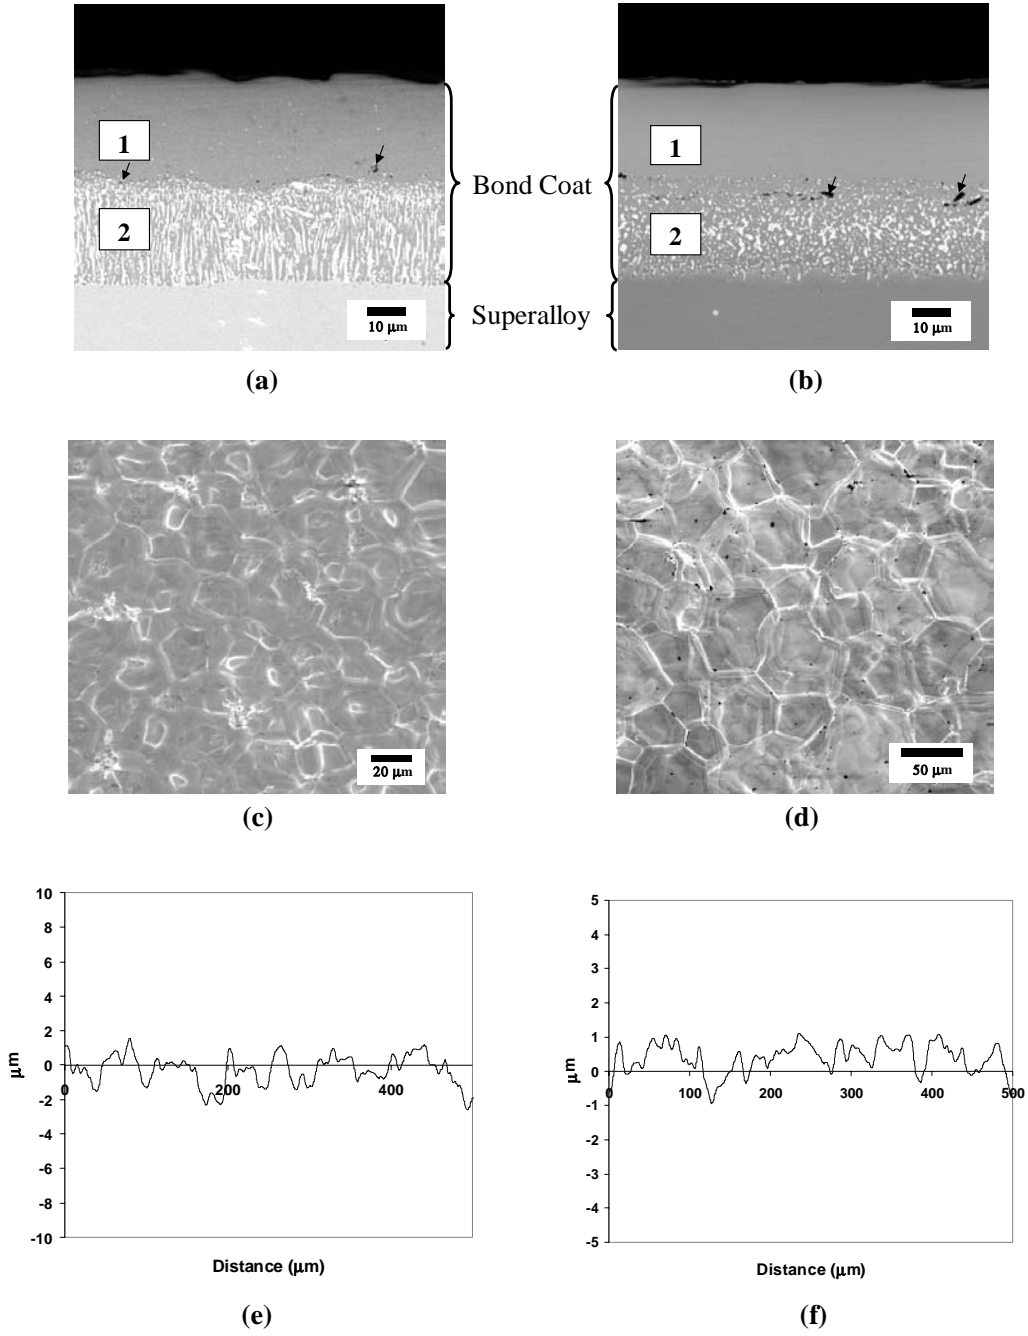 1
2
10 μm
(a)
Bond Coat
Superalloy
1
2
10 μm
(b)
20 μm
(c)
50 μm
(d)
10
8
6
4
2
0
-2
-4
-6
-8
-10
μm
0
200
400
Distance (μm)
(e)
5
4
3
2
1
0
-1
-2
-3
-4
-5
μm
0
100
200
300
400
500
Distance (μm)
(f)